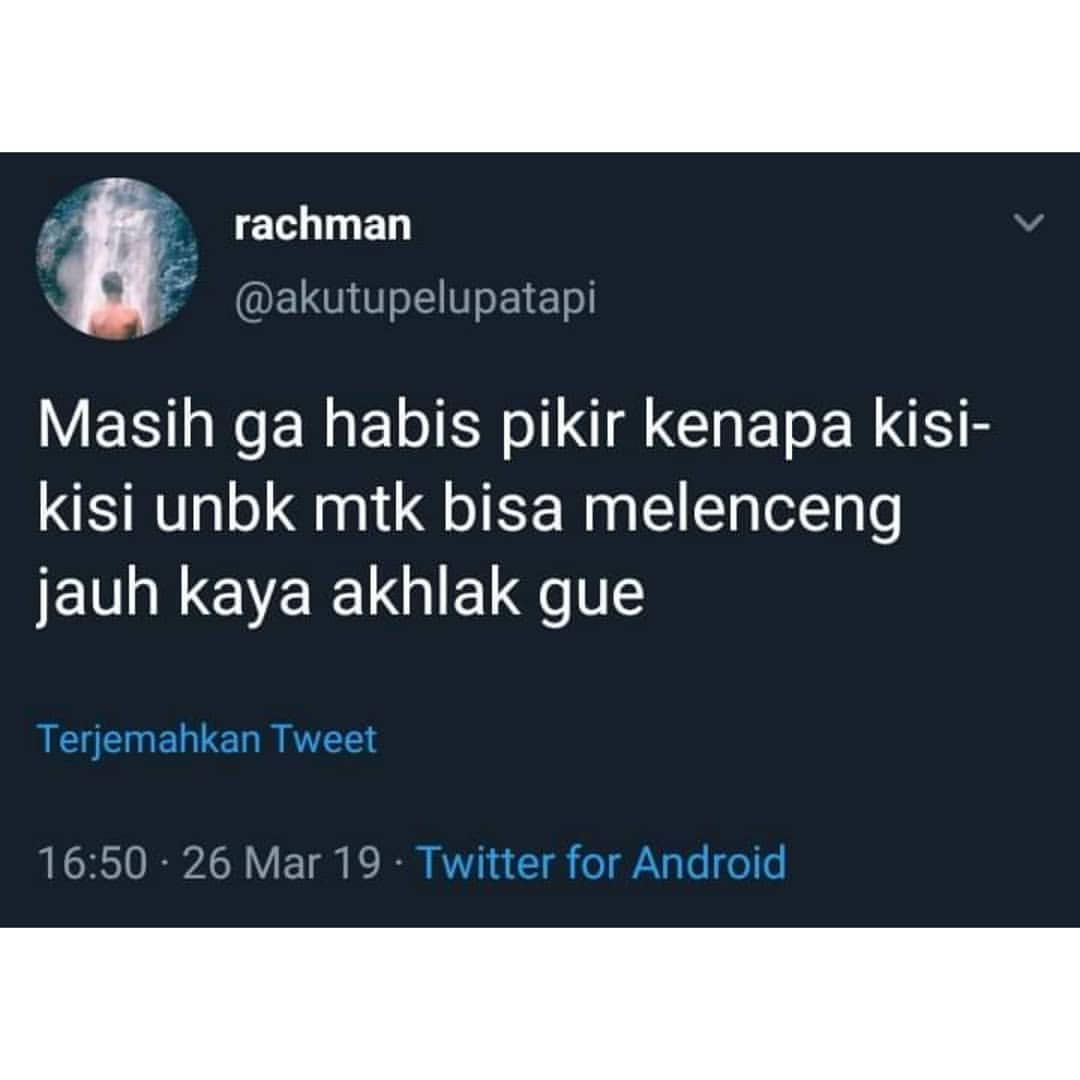 rachman
@akutupelupatapi
Masih ga habis pikir kenapa kisi-
kisi unbk mtk bisa melenceng
jauh kaya akhlak gue
Terjemahkan Tweet
16:50 · 26 Mar 19 · Twitter for Android